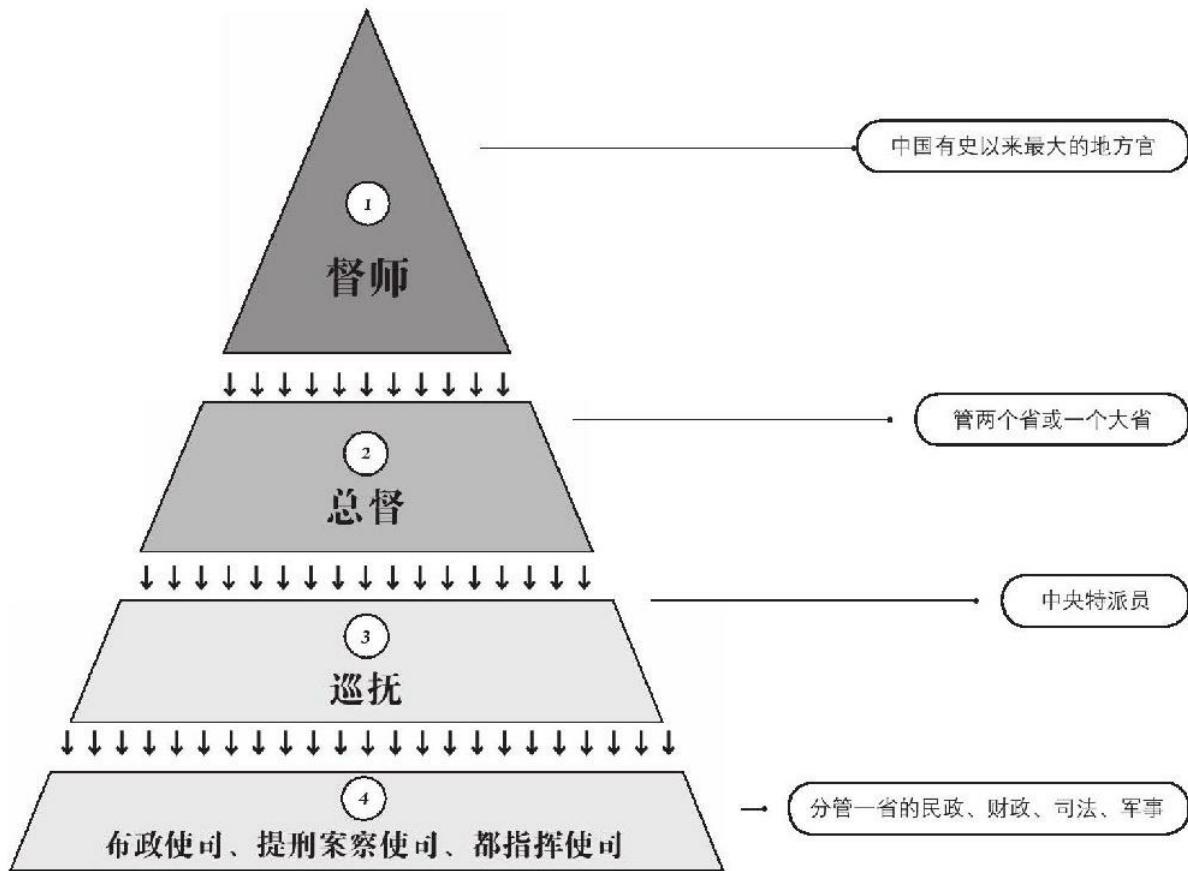 中国有史以来最大的地方官
1
督师
管两个省或一个大省
2
总督
中央特派员
3
巡抚
4
分管一省的民政、财政、司法、军事
布政使司、提刑案察使司、都指挥使司